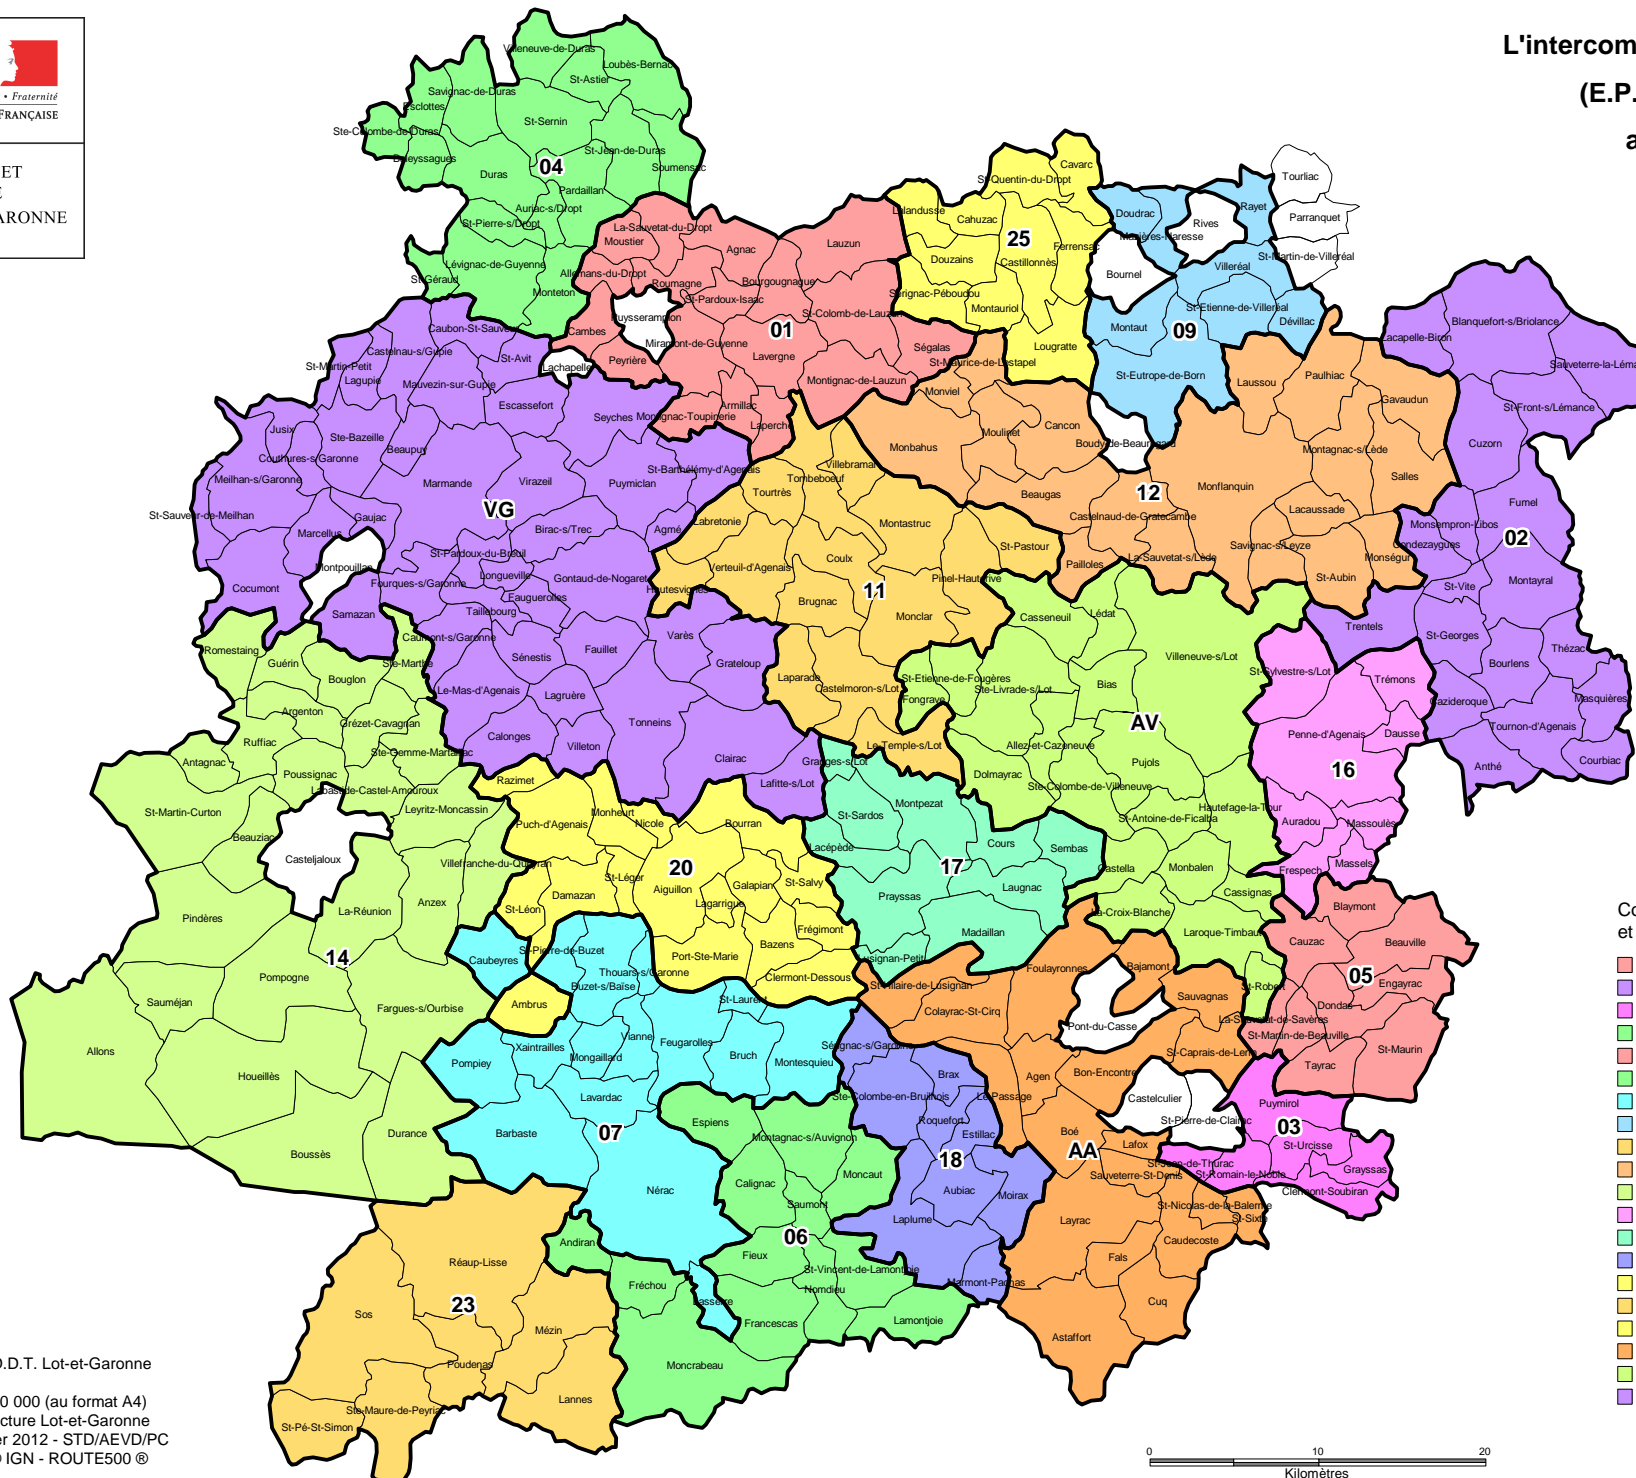 • Fraternité
FRANÇAISE
ET
E
ARONNE
L'intercom
(E.P.
a
Villeneuve-de-Duras
Loubès-Bernac
St-Astier
Savignac-de-Duras
Esclottes
St-Sernin
Ste-Colombe-de-Duras
St-Jean-de-Duras
Baleyssagues
Duras
04
Soumensac
Pardaillan
Auriac-s/Dropt
St-Pierre-s/Dropt
Lévignac-de-Guyenne
St-Géraud
Monteton
La-Sauvetat-du-Dropt
Moustier
Agnac
Lauzun
Allemans-du-Dropt
Roumagne
Bourgougnague
St-Pardoux-Isaac
St-Colomb-de-Lauzun
Puysserampion
01
Cambes
Miramont-de-Guyenne
Lavergne
Ségalas
Peyrière
Lachapelle
Montignac-de-Lauzun
Armillac
Montignac-Toupinerie
Laperche
Cavarc
St-Quentin-du-Dropt
Lalandusse
Cahuzac
25
Ferrensac
Douzains
Castillonnès
Sérignac-Péboudou
Montauriol
Lougratte
St-Maurice-de-Lestapel
Tourliac
Doudrac
Rayet
Parranquet
Rives
Mazières-Naresse
St-Martin-de-Villeréal
Bournel
Villeréal
St-Etienne-de-Villeréal
Montaut
09
Dévillac
St-Eutrope-de-Born
Boudy-de-Beauregard
Monviel
Moulinet
Cancon
Monbahus
Beaugas
12
Castelnaud-de-Gratecambe
Monflanquin
Laussou
Paulhiac
Gavaudun
Montagnac-s/Lède
Salles
Lacaussade
La-Sauvetat-s/Lède
Savignac-s/Leyze
Monségur
St-Aubin
Pailloles
Lacapelle-Biron
Blanquefort-s/Briolance
Sauveterre-la-Léma
St-Front-s/Lémance
Cuzorn
Fumel
Monsempron-Libos
Condezaygues
02
St-Vite
Montayral
Trentels
St-Georges
Thézac
Bourlens
Masquières
Cazideroque
Tournon-d'Agenais
Anthé
Courbiac
Caubon-St-Sauveur
Castelnau-s/Gupie
St-Avit
St-Martin-Petit
Lagupie
Mauvezin-sur-Gupie
Escassefort
Seyches
Jusix
Ste-Bazeille
Beaupuy
Couthures-s/Garonne
St-Barthélémy-d'Agenais
Meilhan-s/Garonne
Marmande
Virazeil
Puymiclan
St-Sauveur-de-Meilhan
VG
Gaujac
Marcellus
Birac-s/Trec
Agmé
St-Pardoux-du-Breuil
Montpouillan
Longueville
Gontaud-de-Nogaret
Fourques-s/Garonne
Cocumont
Fauguerolles
Taillebourg
Samazan
Caumont-s/Garonne
Varès
Sénestis
Fauillet
Grateloup
Le-Mas-d'Agenais
Lagruère
Tonneins
Calonges
Villeton
Clairac
Lafitte-s/Lot
Villebramar
Tombeboeuf
Tourtrès
Labretonie
Montastruc
St-Pastour
Coulx
Verteuil-d'Agenais
Hautesvignes
11
Pinel-Hauterive
Brugnac
Monclar
Laparade
Castelmoron-s/Lot
Le-Temple-s/Lot
Casseneuil
Lédat
Villeneuve-s/Lot
St-Etienne-de-Fougères
Ste-Livrade-s/Lot
Bias
Fongrave
AV
Allez-et-Cazeneuve
Pujols
Dolmayrac
Ste-Colombe-de-Villeneuve
Hautefage-la-Tour
St-Antoine-de-Ficalba
Castella
Monbalen
Cassignas
La-Croix-Blanche
Laroque-Timbaut
St-Robert
St-Sylvestre-s/Lot
Trémons
Penne-d'Agenais
Dausse
16
Auradou
Massoulès
Massels
Frespech
Romestaing
Guérin
Ste-Marthe
Bouglon
Argenton
Grézet-Cavagnan
Ruffiac
Ste-Gemme-Martaillac
Antagnac
Poussignac
Labastide-de-Castel-Amouroux
Leyritz-Moncassin
St-Martin-Curton
Beauziac
Casteljaloux
Villefranche-du-Queyran
Anzex
La-Réunion
Pindères
14
Pompogne
Sauméjan
Fargues-s/Ourbise
Allons
Houeillès
Durance
Boussès
Razimet
Puch-d'Agenais
Monheurt
Nicole
Bourran
20
St-Léger
Damazan
Aiguillon
Galapian
St-Salvy
St-Léon
Lagarrigue
Frégimont
Bazens
Port-Ste-Marie
Clermont-Dessous
Ambrus
Granges-s/Lot
Montpezat
St-Sardos
Cours
Sembas
Lacépède
17
Laugnac
Prayssas
Madaillan
Lusignan-Petit
Caubeyres
St-Pierre-de-Buzet
Thouars-s/Garonne
Buzet-s/Baïse
St-Laurent
Vianne
Xaintrailles
Feugarolles
Mongaillard
Bruch
Montesquieu
Pompiey
Lavardac
Barbaste
07
Nérac
Lasserre
Foulayronnes
Bajamont
St-Hilaire-de-Lusignan
Sauvagnas
Colayrac-St-Cirq
Pont-du-Casse
St-Caprais-de-Lerm
Agen
Bon-Encontre
Castelculier
Le-Passage
St-Pierre-de-Clairac
Boé
Lafox
AA
Sauveterre-St-Denis
St-Nicolas-de-la-Balerme
St-Sixte
Layrac
Caudecoste
Fals
Cuq
Astaffort
Blaymont
Cauzac
Beauville
05
Engayrac
Dondas
La-Sauvetat-de-Savères
St-Martin-de-Beauville
St-Maurin
Tayrac
Puymirol
03
St-Urcisse
St-Jean-de-Thurac
St-Romain-le-Noble
Grayssas
Clermont-Soubiran
Sérignac-s/Garonne
Brax
Ste-Colombe-en-Bruilhois
Roquefort
Estillac
18
Aubiac
Moirax
Laplume
Marmont-Pachas
Espiens
Montagnac-s/Auvignon
Moncaut
Calignac
Saumont
06
Fieux
St-Vincent-de-Lamontjoie
Nomdieu
Francescas
Lamontjoie
Andiran
Fréchou
Moncrabeau
Réaup-Lisse
23
Sos
Mézin
Poudenas
Lannes
Ste-Maure-de-Peyriac
St-Pé-St-Simon
Co
et
D.D.T. Lot-et-Garonne
0 000 (au format A4)
cture Lot-et-Garonne
er 2012 - STD/AEVD/PC
IGN - ROUTE500 ®
0 10 20
Kilomètres